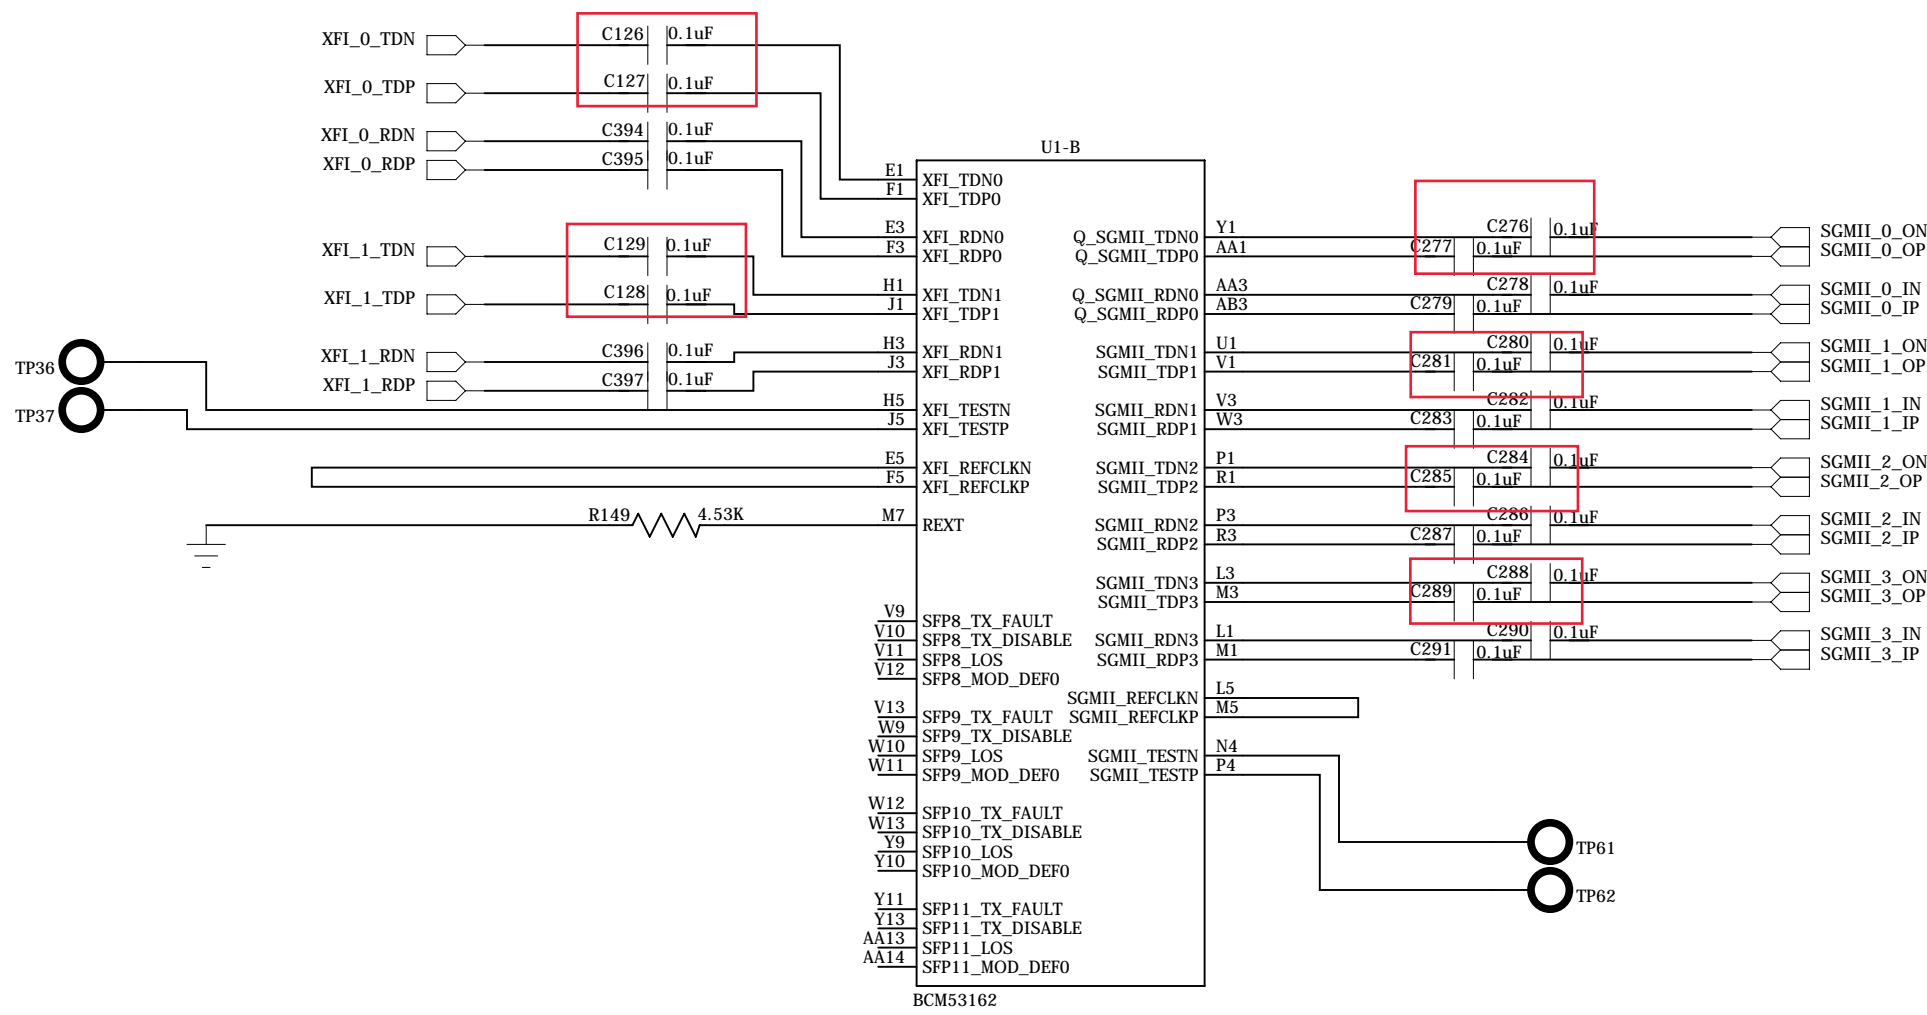 XFI_0_TDN
C126
0.1uF
XFI_0_TDP
C127
0.1uF
XFI_0_RDN
C394
0.1uF
XFI_0_RDP
C395
0.1uF
XFI_1_TDN
C129
0.1uF
XFI_1_TDP
C128
0.1uF
XFI_1_RDN
C396
0.1uF
XFI_1_RDP
C397
0.1uF
TP36
TP37
R149
4.53K
U1-B
E1 XFI_TDN0
F1 XFI_TDP0
E3 XFI_RDN0
F3 XFI_RDP0
H1 XFI_TDN1
J1 XFI_TDP1
H3 XFI_RDN1
J3 XFI_RDP1
H5 XFI_TESTN
J5 XFI_TESTP
E5 XFI_REFCLKN
F5 XFI_REFCLKP
M7 REXT
V9 SFP8_TX_FAULT
V10 SFP8_TX_DISABLE
V11 SFP8_LOS
V12 SFP8_MOD_DEF0
V13 SFP9_TX_FAULT
W9 SFP9_TX_DISABLE
W10 SFP9_LOS
W11 SFP9_MOD_DEF0
W12 SFP10_TX_FAULT
W13 SFP10_TX_DISABLE
Y9 SFP10_LOS
Y10 SFP10_MOD_DEF0
Y11 SFP11_TX_FAULT
Y13 SFP11_TX_DISABLE
AA13 SFP11_LOS
AA14 SFP11_MOD_DEF0
BCM53162
Q_SGMII_TDN0 Y1 C276 0.1uF SGMII_0_ON
Q_SGMII_TDP0 AA1 C277 0.1uF SGMII_0_OP
Q_SGMII_RDN0 AA3 C278 0.1uF SGMII_0_IN
Q_SGMII_RDP0 AB3 C279 0.1uF SGMII_0_IP
SGMII_TDN1 U1 C280 0.1uF SGMII_1_ON
SGMII_TDP1 V1 C281 0.1uF SGMII_1_OP
SGMII_RDN1 V3 C282 0.1uF SGMII_1_IN
SGMII_RDP1 W3 C283 0.1uF SGMII_1_IP
SGMII_TDN2 P1 C284 0.1uF SGMII_2_ON
SGMII_TDP2 R1 C285 0.1uF SGMII_2_OP
SGMII_RDN2 P3 C286 0.1uF SGMII_2_IN
SGMII_RDP2 R3 C287 0.1uF SGMII_2_IP
SGMII_TDN3 L3 C288 0.1uF SGMII_3_ON
SGMII_TDP3 M3 C289 0.1uF SGMII_3_OP
SGMII_RDN3 L1 C290 0.1uF SGMII_3_IN
SGMII_RDP3 M1 C291 0.1uF SGMII_3_IP
SGMII_REFCLKN L5
SGMII_REFCLKP M5
SGMII_TESTN N4
SGMII_TESTP P4
TP61
TP62